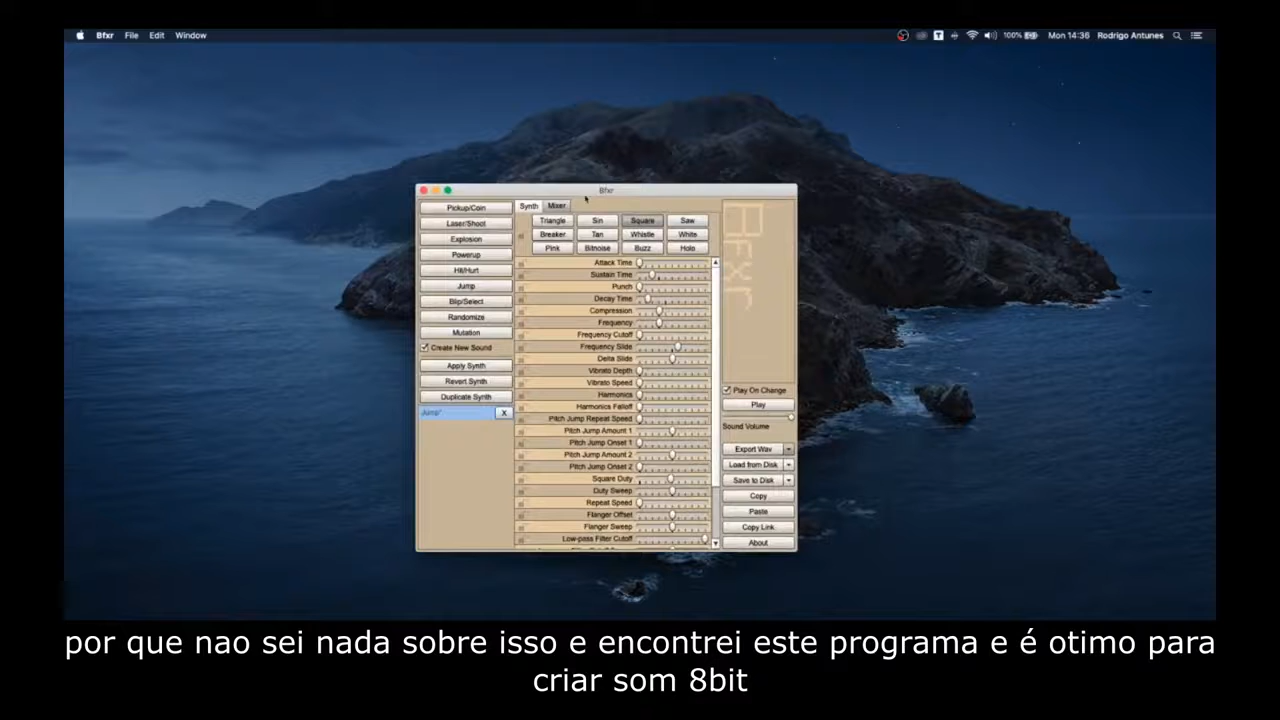 Bfxr File Edit Window 100% Mon 14:36 Rodrigo Antunes
Bfxr
Pickup/Coin
Laser/Shoot
Explosion
Powerup
Hit/Hurt
Jump
Blip/Select
Randomize
Mutation
Create New Sound
Apply Synth
Revert Synth
Duplicate Synth
Jump* X
Synth Mixer
Triangle Sin Square Saw
Breaker Tan Whistle White
Pink Bitnoise Buzz Holo
Attack Time
Sustain Time
Punch
Decay Time
Compression
Frequency
Frequency Cutoff
Frequency Slide
Delta Slide
Vibrato Depth
Vibrato Speed
Harmonics
Harmonics Falloff
Pitch Jump Repeat Speed
Pitch Jump Amount 1
Pitch Jump Onset 1
Pitch Jump Amount 2
Pitch Jump Onset 2
Square Duty
Duty Sweep
Repeat Speed
Flanger Offset
Flanger Sweep
Low-pass Filter Cutoff
Bfxr
Play On Change
Play
Sound Volume
Export Wav
Load from Disk
Save to Disk
Copy
Paste
Copy Link
About
por que nao sei nada sobre isso e encontrei este programa e é otimo para
criar som 8bit